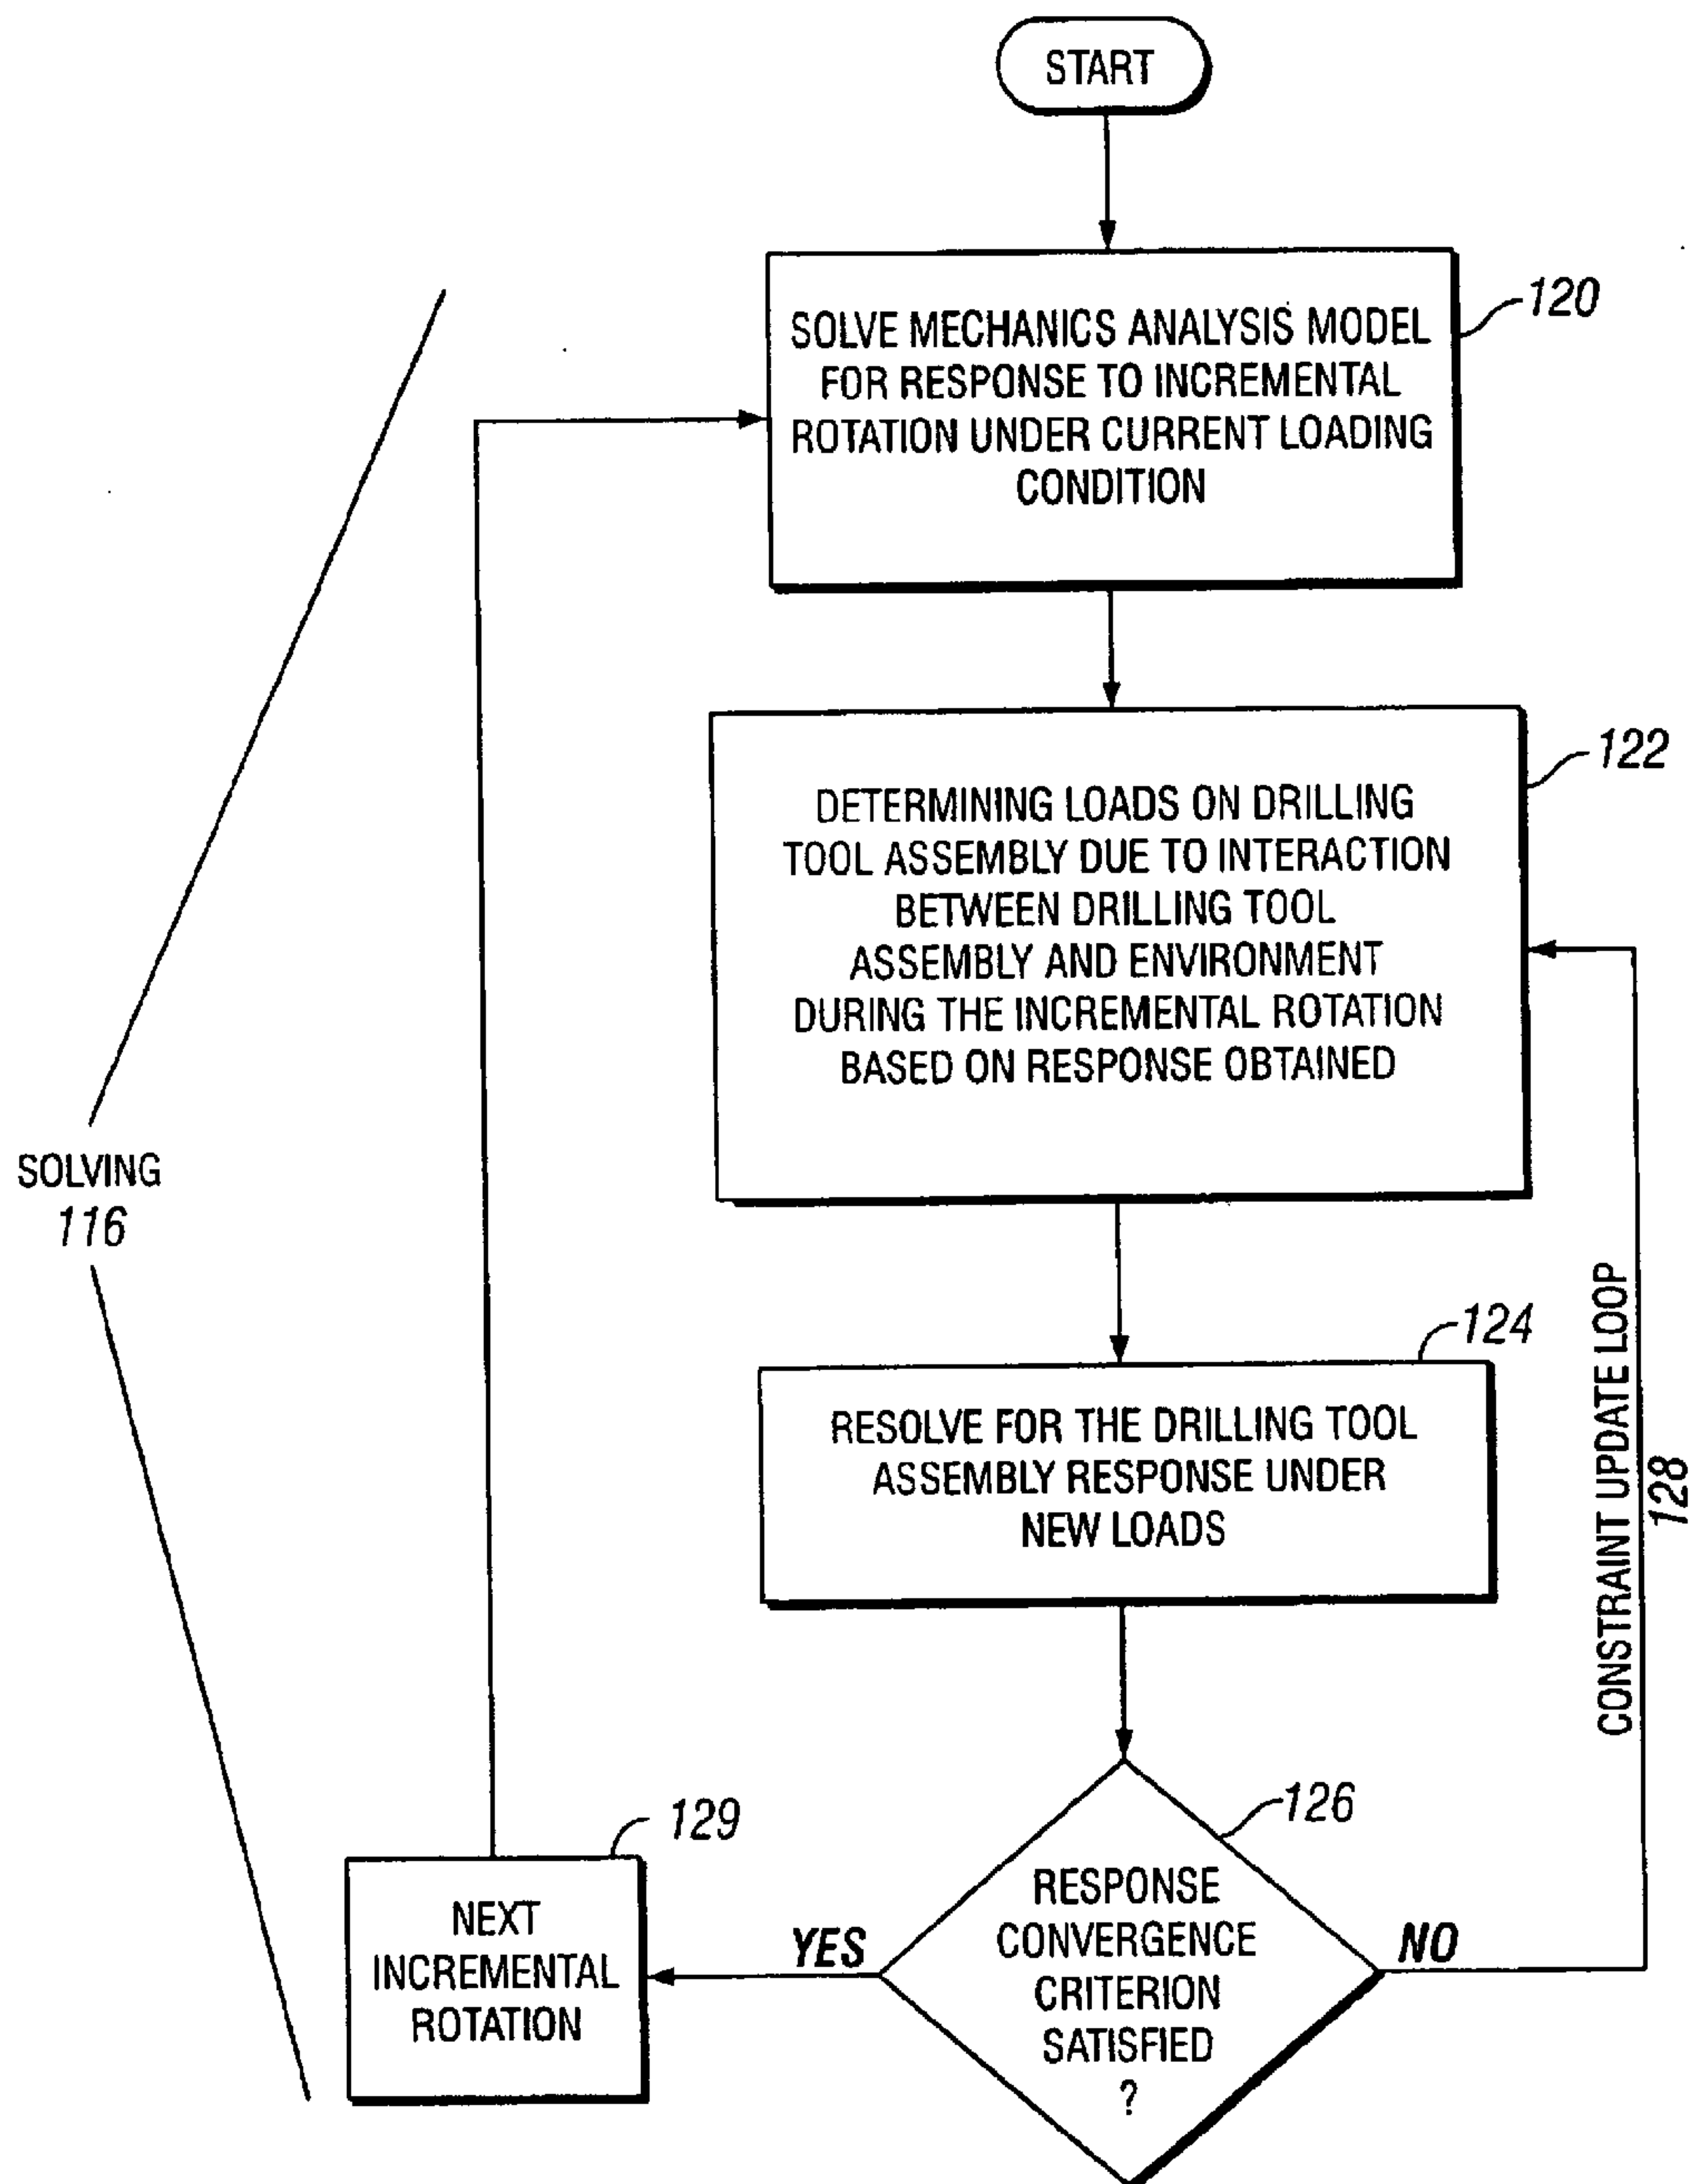 START
120
SOLVE MECHANICS ANALYSIS MODEL
FOR RESPONSE TO INCREMENTAL
ROTATION UNDER CURRENT LOADING
CONDITION
122
DETERMINING LOADS ON DRILLING
TOOL ASSEMBLY DUE TO INTERACTION
BETWEEN DRILLING TOOL
ASSEMBLY AND ENVIRONMENT
DURING THE INCREMENTAL ROTATION
BASED ON RESPONSE OBTAINED
SOLVING
116
124
RESOLVE FOR THE DRILLING TOOL
ASSEMBLY RESPONSE UNDER
NEW LOADS
CONSTRAINT UPDATE LOOP
128
126
RESPONSE
CONVERGENCE
CRITERION
SATISFIED
?
YES
NO
129
NEXT
INCREMENTAL
ROTATION